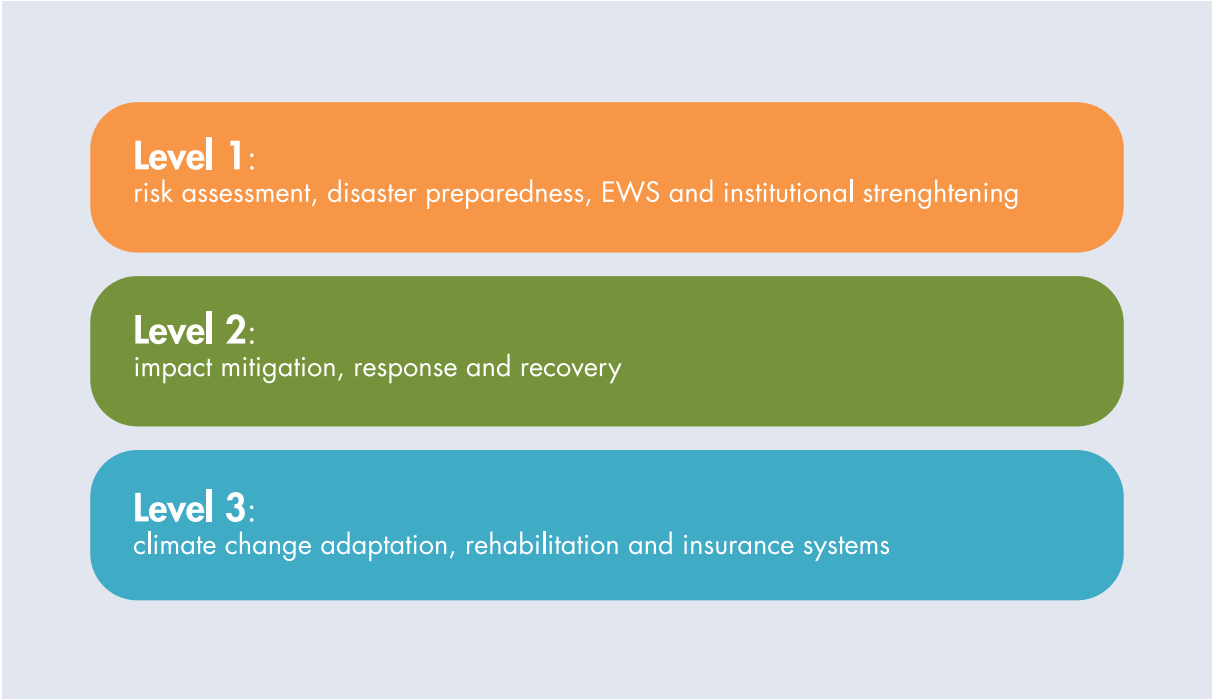 Level 1:
risk assessment, disaster preparedness, EWS and institutional strenghtening
Level 2:
impact mitigation, response and recovery
Level 3:
climate change adaptation, rehabilitation and insurance systems